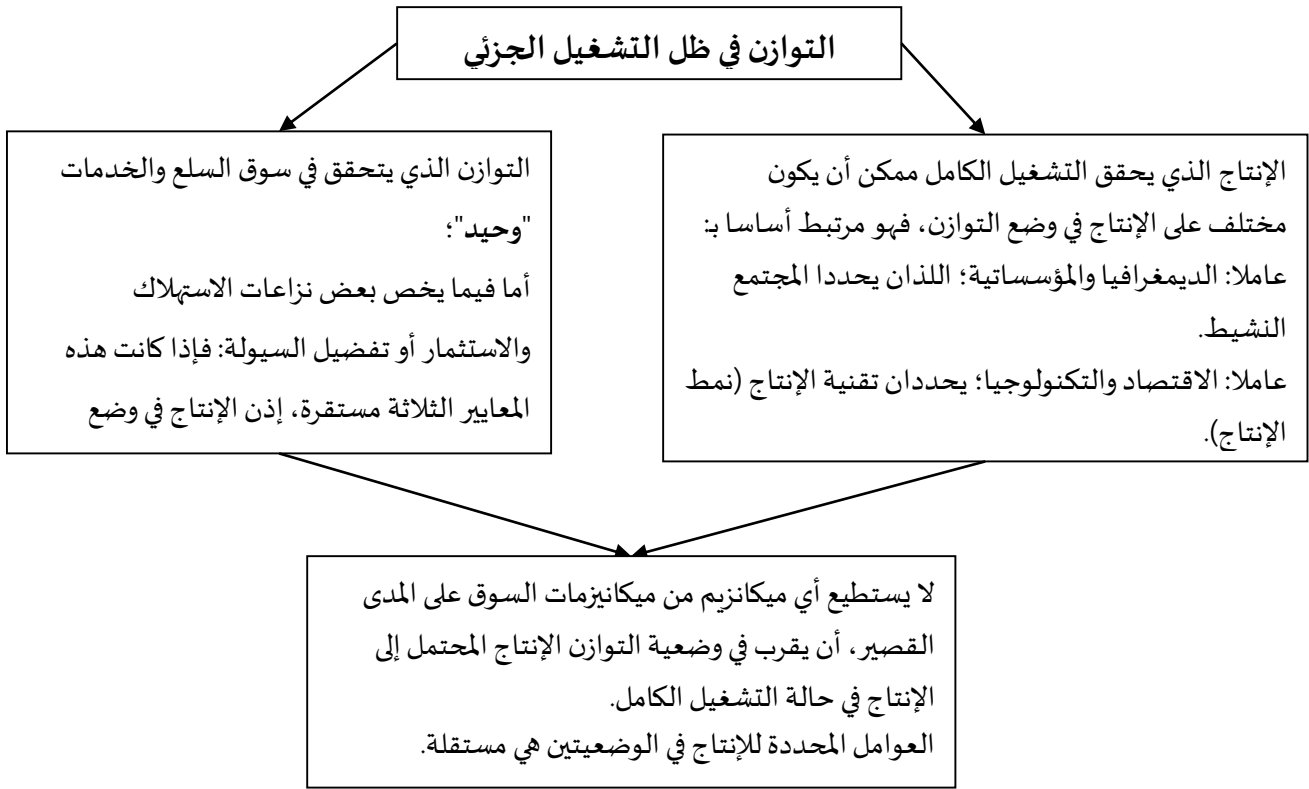 التوازن في ظل التشغيل الجزئي
الإنتاج الذي يحقق التشغيل الكامل ممكن أن يكون
مختلف على الإنتاج في وضع التوازن، فهو مرتبط أساسا بـ:
عاملا: الديمغرافيا والمؤسساتية؛ اللذان يحددا المجتمع
النشيط.
عاملا: الاقتصاد والتكنولوجيا؛ يحددان تقنية الإنتاج (نمط
الإنتاج).
التوازن الذي يتحقق في سوق السلع والخدمات
"وحيد"؛
أما فيما يخص بعض نزاعات الاستهلاك
والاستثمار أو تفضيل السيولة: فإذا كانت هذه
المعايير الثلاثة مستقرة، إذن الإنتاج في وضع
لا يستطيع أي ميكانزيم من ميكانيزمات السوق على المدى
القصير، أن يقرب في وضعية التوازن الإنتاج المحتمل إلى
الإنتاج في حالة التشغيل الكامل.
العوامل المحددة للإنتاج في الوضعيتين هي مستقلة.